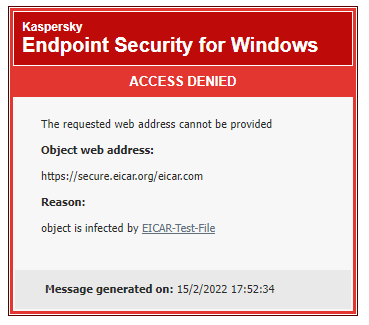 Kaspersky
Endpoint Security for Windows
ACCESS DENIED
The requested web address cannot be provided
Object web address:
https://secure.eicar.org/eicar.com
Reason:
object is infected by EICAR-Test-File
Message generated on: 15/2/2022 17:52:34